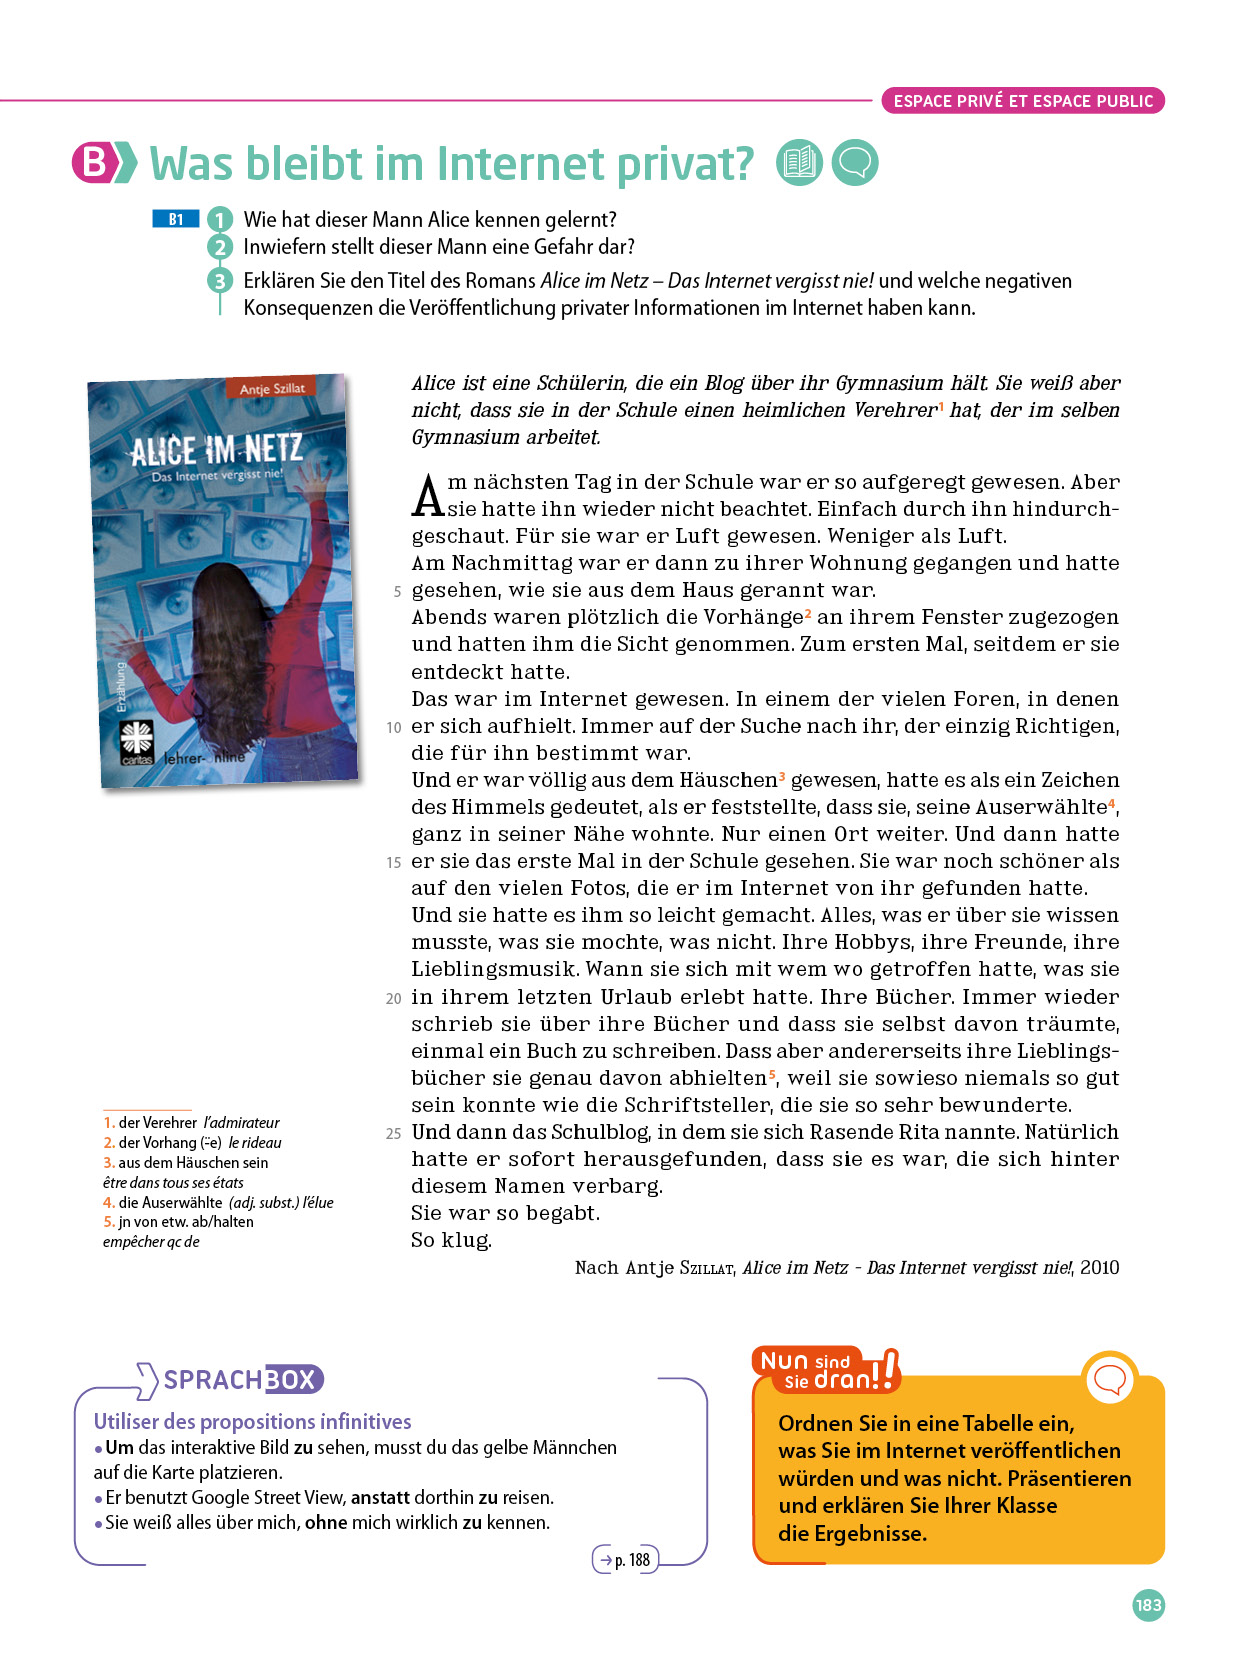 ESPACE PRIVÉ ET ESPACE PUBLIC
B Was bleibt im Internet privat?
B1
1 Wie hat dieser Mann Alice kennen gelernt?
2 Inwiefern stellt dieser Mann eine Gefahr dar?
3 Erklären Sie den Titel des Romans Alice im Netz – Das Internet vergisst nie! und welche negativen
Konsequenzen die Veröffentlichung privater Informationen im Internet haben kann.
Antje Szillat
ALICE IM NETZ
Das Internet vergisst nie!
Erzählung
caritas
lehrer-online
Alice ist eine Schülerin, die ein Blog über ihr Gymnasium hält. Sie weiß aber
nicht, dass sie in der Schule einen heimlichen Verehrer1 hat, der im selben
Gymnasium arbeitet.
Am nächsten Tag in der Schule war er so aufgeregt gewesen. Aber
sie hatte ihn wieder nicht beachtet. Einfach durch ihn hindurch-
geschaut. Für sie war er Luft gewesen. Weniger als Luft.
Am Nachmittag war er dann zu ihrer Wohnung gegangen und hatte
5 gesehen, wie sie aus dem Haus gerannt war.
Abends waren plötzlich die Vorhänge2 an ihrem Fenster zugezogen
und hatten ihm die Sicht genommen. Zum ersten Mal, seitdem er sie
entdeckt hatte.
Das war im Internet gewesen. In einem der vielen Foren, in denen
10 er sich aufhielt. Immer auf der Suche nach ihr, der einzig Richtigen,
die für ihn bestimmt war.
Und er war völlig aus dem Häuschen3 gewesen, hatte es als ein Zeichen
des Himmels gedeutet, als er feststellte, dass sie, seine Auserwählte4,
ganz in seiner Nähe wohnte. Nur einen Ort weiter. Und dann hatte
15 er sie das erste Mal in der Schule gesehen. Sie war noch schöner als
auf den vielen Fotos, die er im Internet von ihr gefunden hatte.
Und sie hatte es ihm so leicht gemacht. Alles, was er über sie wissen
musste, was sie mochte, was nicht. Ihre Hobbys, ihre Freunde, ihre
Lieblingsmusik. Wann sie sich mit wem wo getroffen hatte, was sie
20 in ihrem letzten Urlaub erlebt hatte. Ihre Bücher. Immer wieder
schrieb sie über ihre Bücher und dass sie selbst davon träumte,
einmal ein Buch zu schreiben. Dass aber andererseits ihre Lieblings-
bücher sie genau davon abhielten5, weil sie sowieso niemals so gut
sein konnte wie die Schriftsteller, die sie so sehr bewunderte.
25 Und dann das Schulblog, in dem sie sich Rasende Rita nannte. Natürlich
hatte er sofort herausgefunden, dass sie es war, die sich hinter
diesem Namen verbarg.
Sie war so begabt.
So klug.
Nach Antje Szillat, Alice im Netz - Das Internet vergisst nie!, 2010
1. der Verehrer l'admirateur
2. der Vorhang (¨e) le rideau
3. aus dem Häuschen sein
être dans tous ses états
4. die Auserwählte (adj. subst.) l'élue
5. jn von etw. ab/halten
empêcher qc de
SPRACHBOX
Utiliser des propositions infinitives
• Um das interaktive Bild zu sehen, musst du das gelbe Männchen
auf die Karte platzieren.
• Er benutzt Google Street View, anstatt dorthin zu reisen.
• Sie weiß alles über mich, ohne mich wirklich zu kennen.
→ p. 188
Nun sind
Sie dran!!
Ordnen Sie in eine Tabelle ein,
was Sie im Internet veröffentlichen
würden und was nicht. Präsentieren
und erklären Sie Ihrer Klasse
die Ergebnisse.
183